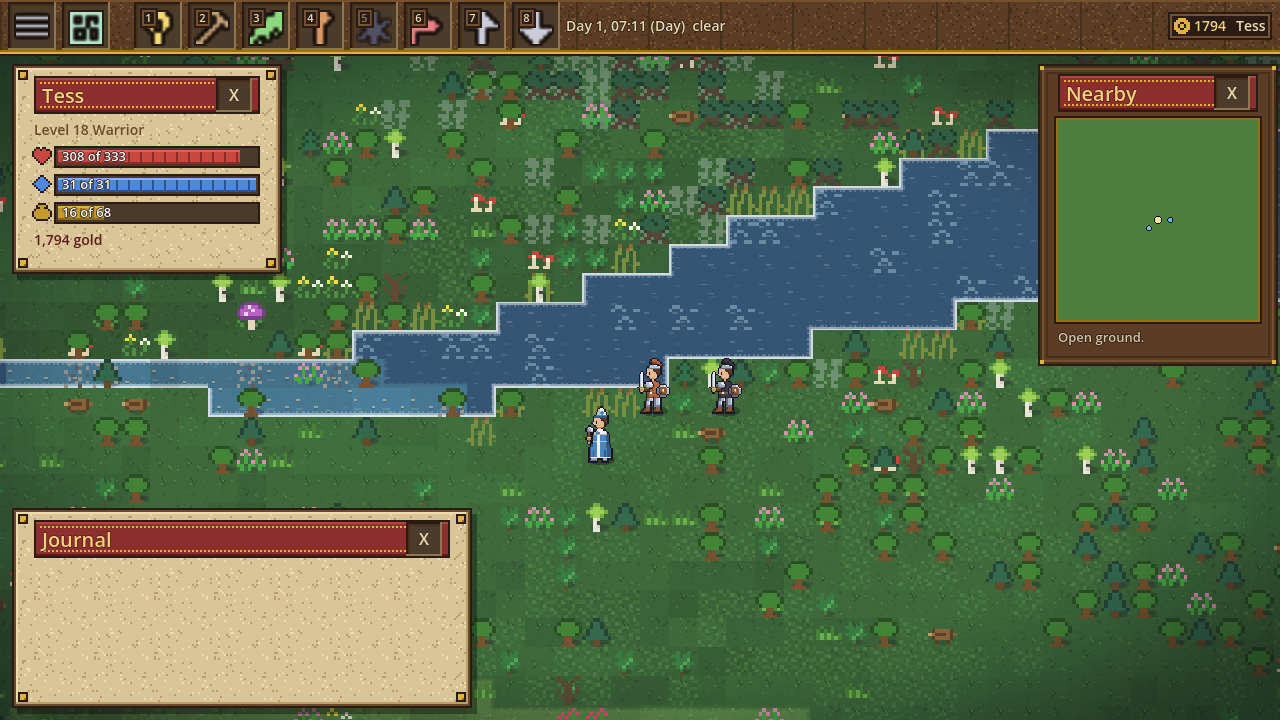 1 2 3 4 5 6 7 8 Day 1, 07:11 (Day) clear 1794 Tess
Tess X
Level 18 Warrior
308 of 333
31 of 31
16 of 68
1,794 gold
Nearby X
Open ground.
Journal X